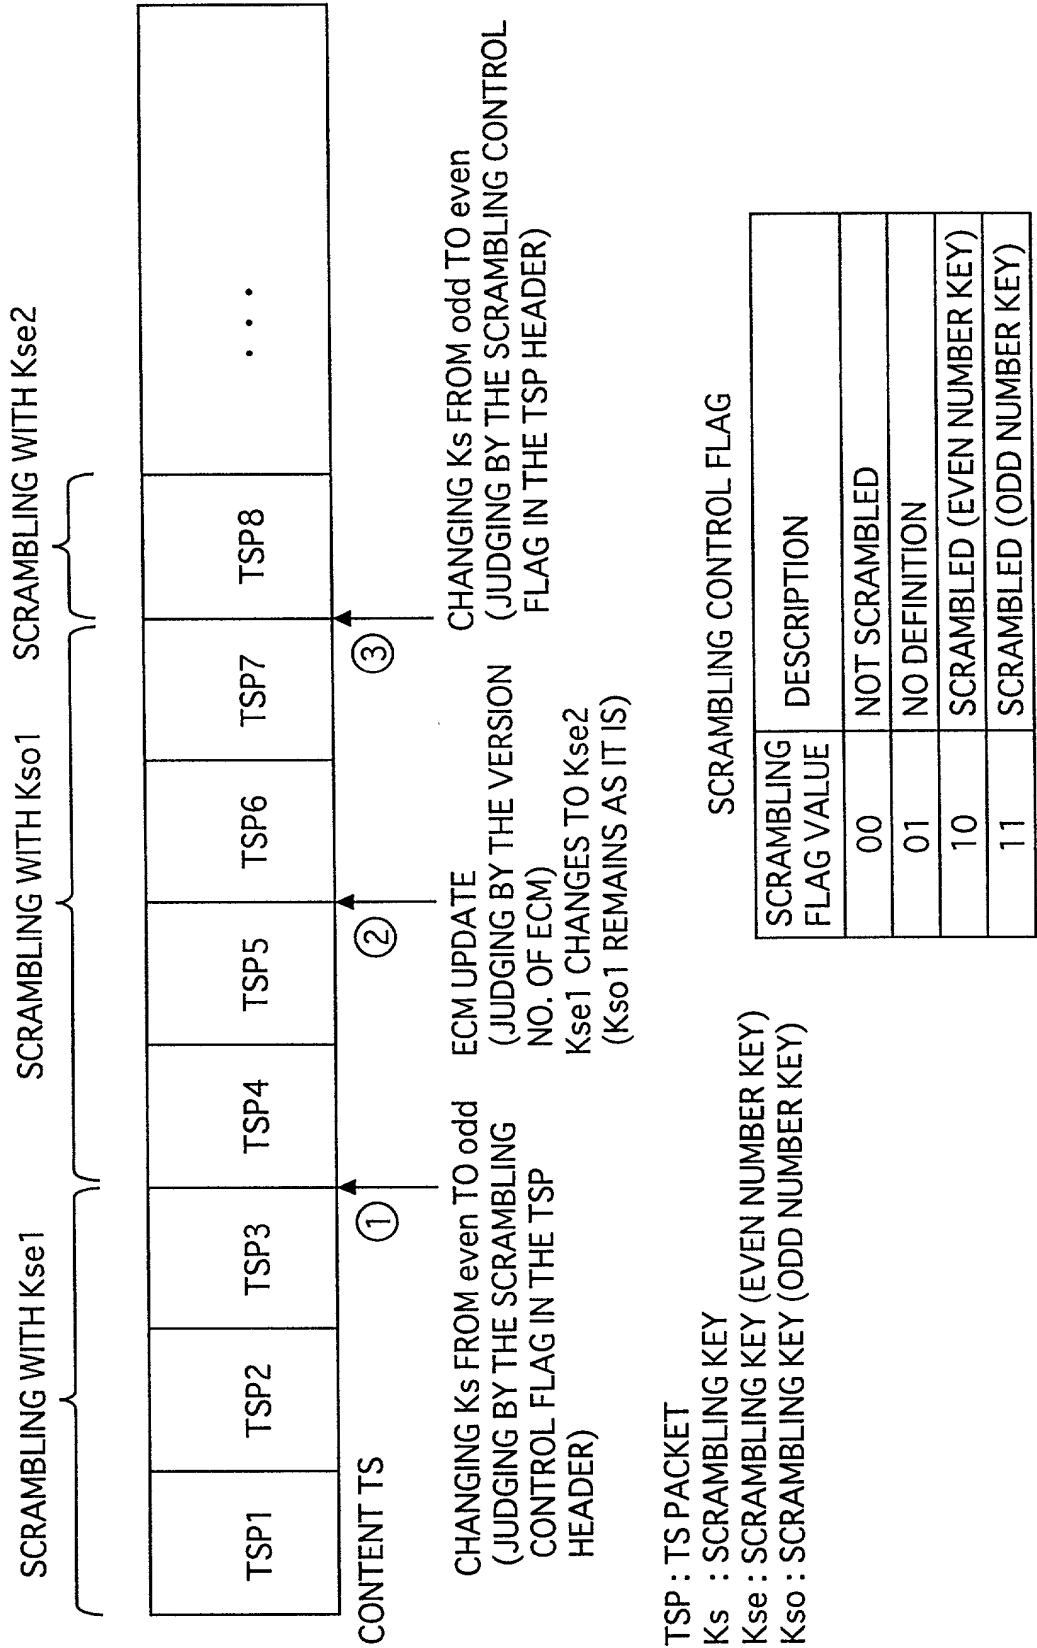 SCRAMBLING WITH Kse1
SCRAMBLING WITH Kso1
SCRAMBLING WITH Kse2
TSP1
TSP2
TSP3
TSP4
TSP5
TSP6
TSP7
TSP8
...
CONTENT TS
①
②
③
CHANGING Ks FROM even TO odd
(JUDGING BY THE SCRAMBLING
CONTROL FLAG IN THE TSP
HEADER)
ECM UPDATE
(JUDGING BY THE VERSION
NO. OF ECM)
Kse1 CHANGES TO Kse2
(Kso1 REMAINS AS IT IS)
CHANGING Ks FROM odd TO even
(JUDGING BY THE SCRAMBLING CONTROL
FLAG IN THE TSP HEADER)
TSP : TS PACKET
Ks : SCRAMBLING KEY
Kse : SCRAMBLING KEY (EVEN NUMBER KEY)
Kso : SCRAMBLING KEY (ODD NUMBER KEY)
SCRAMBLING CONTROL FLAG
SCRAMBLING
FLAG VALUE
DESCRIPTION
00 NOT SCRAMBLED
01 NO DEFINITION
10 SCRAMBLED (EVEN NUMBER KEY)
11 SCRAMBLED (ODD NUMBER KEY)